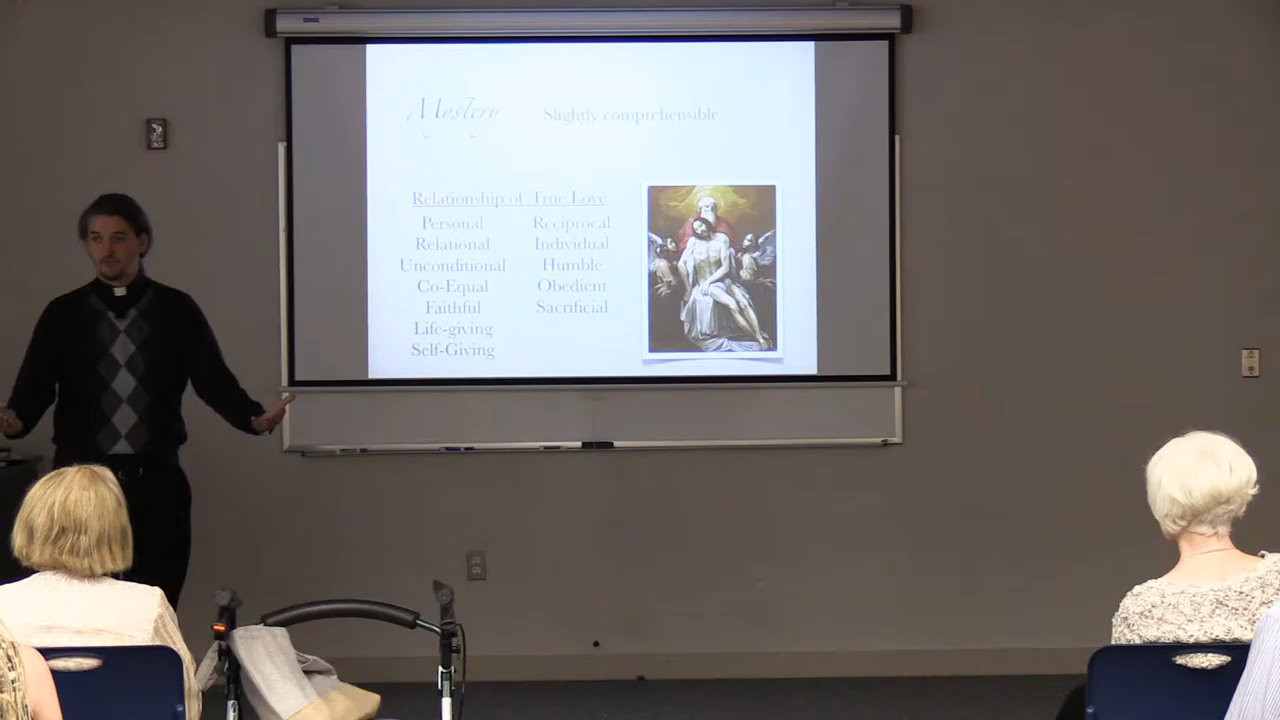 Mystery Slightly comprehensible
Relationship of True Love
Personal Reciprocal
Relational Individual
Unconditional Humble
Co-Equal Obedient
Faithful Sacrificial
Life-giving
Self-Giving